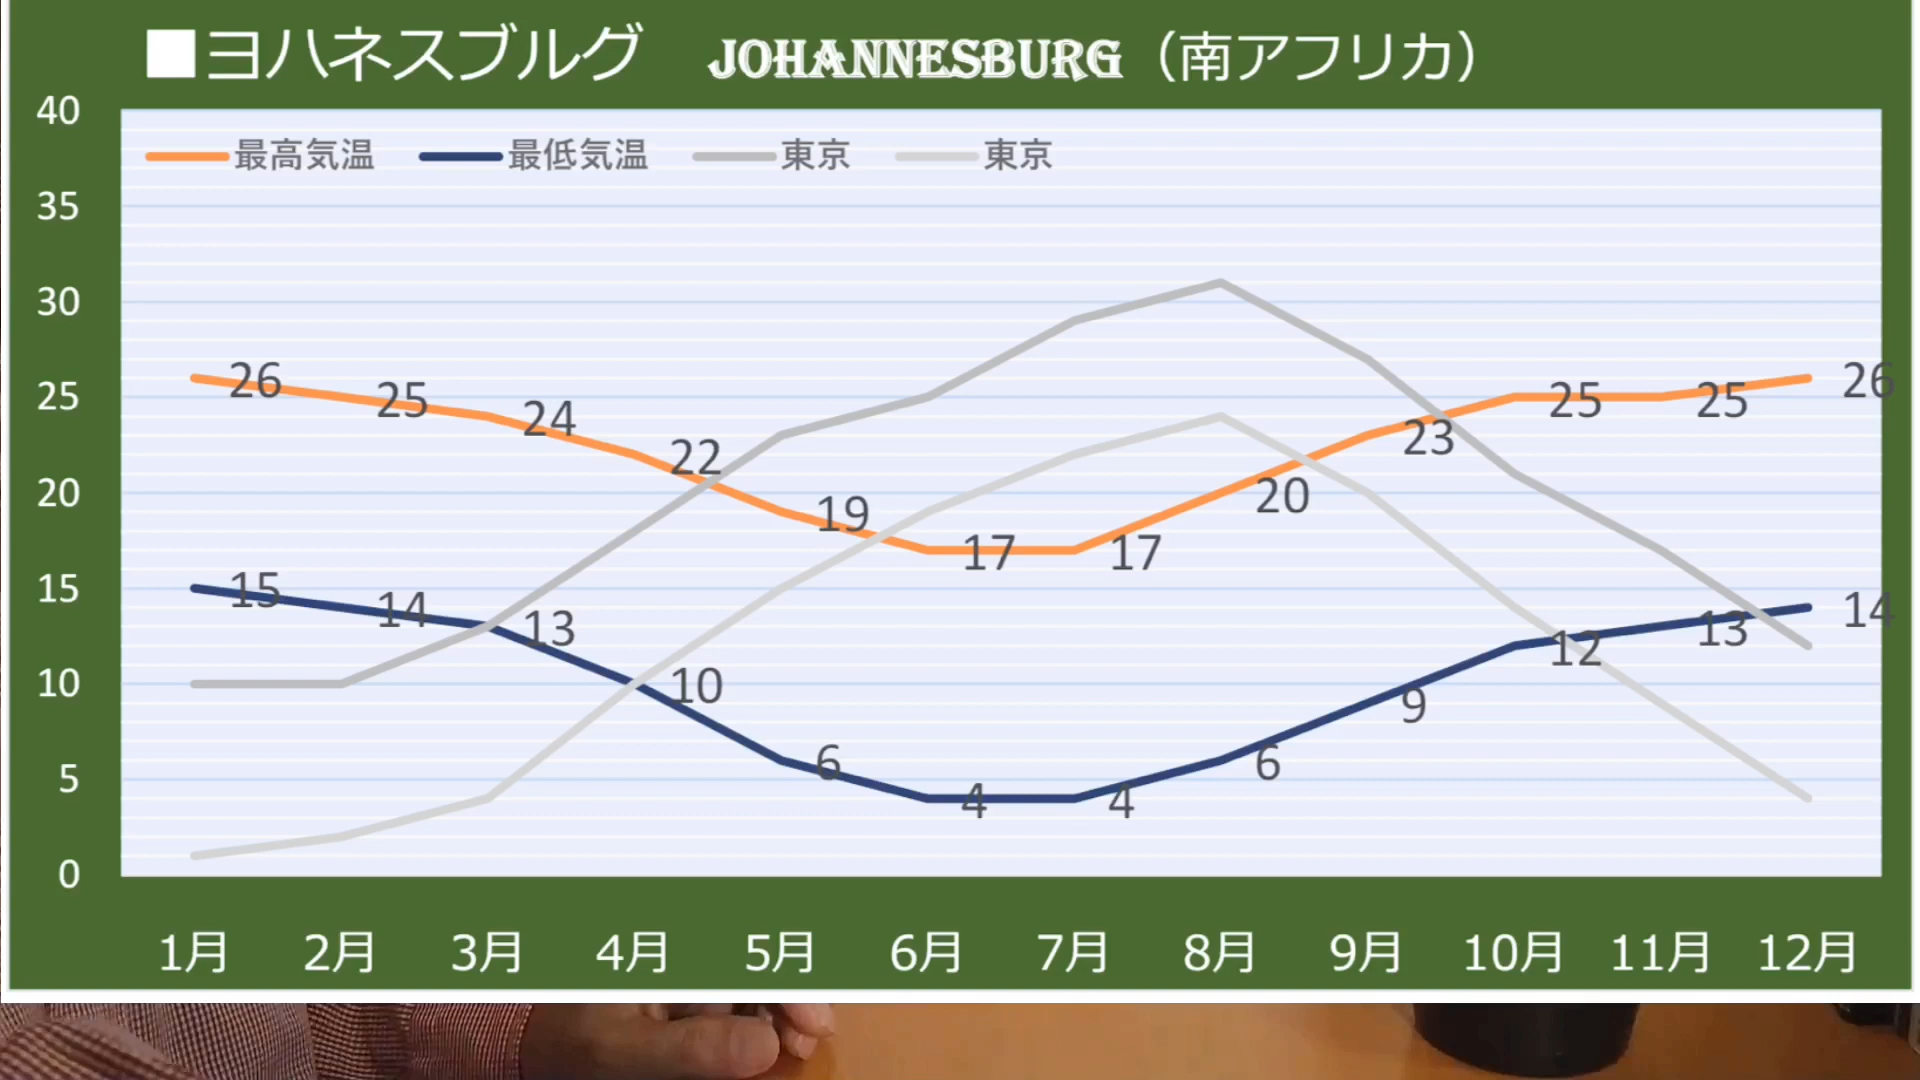 ■ヨハネスブルグ JOHANNESBURG（南アフリカ）
40
最高気温 最低気温 東京 東京
35
30
25
20
15
10
5
0
26 25 24 22 19 17 17 20 23 25 25 26
15 14 13 10 6 4 4 6 9 12 13 14
1月 2月 3月 4月 5月 6月 7月 8月 9月 10月 11月 12月